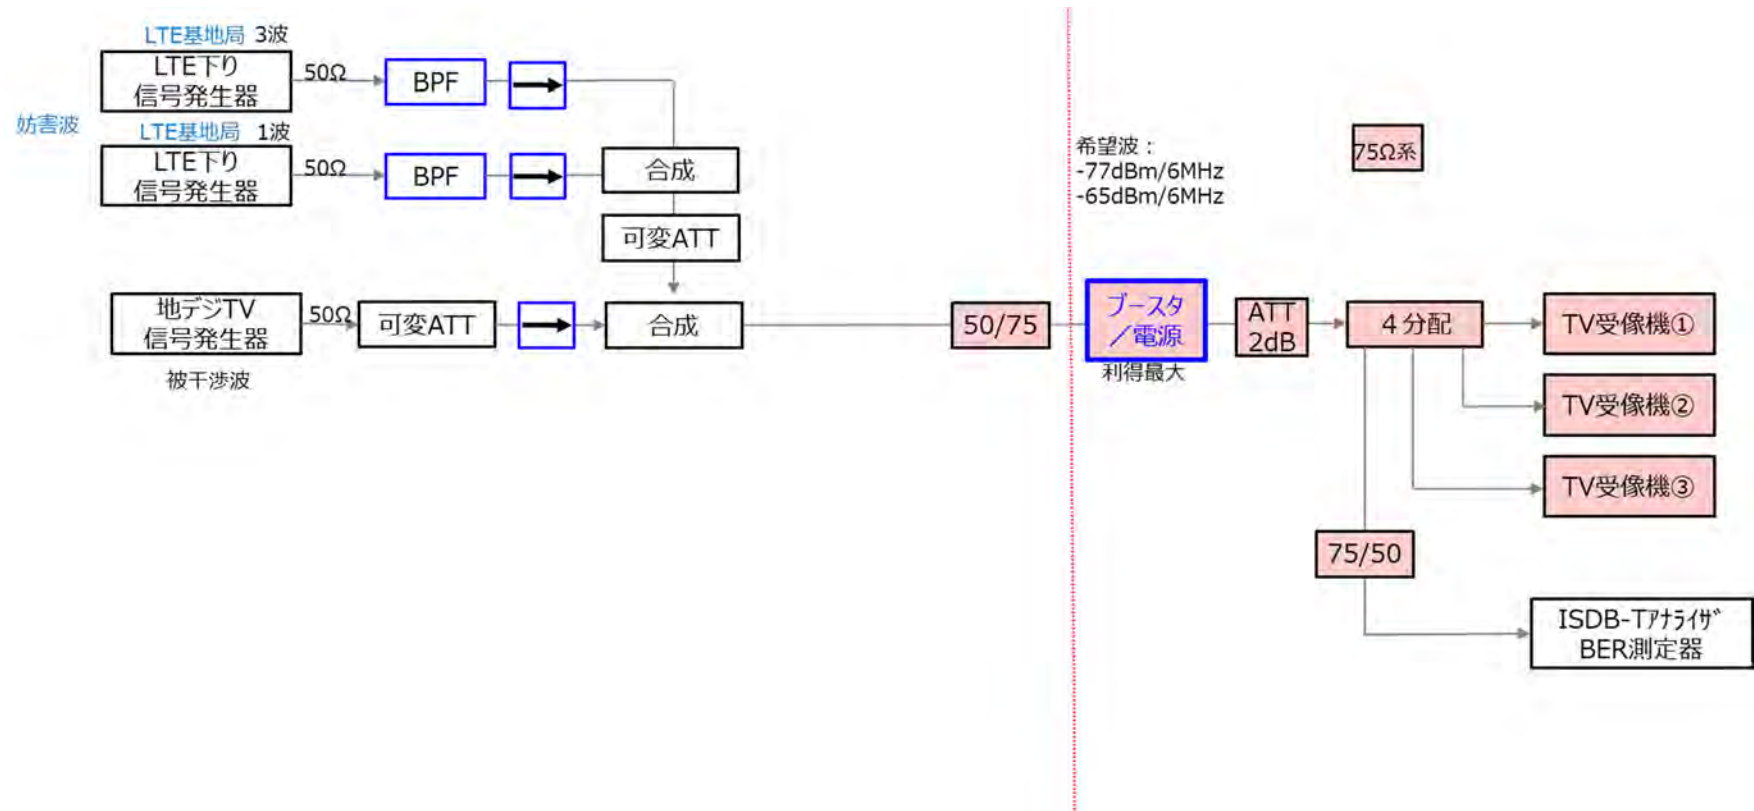 LTE基地局 3波
LTE下り
信号発生器
50Ω
BPF
妨害波
LTE基地局 1波
LTE下り
信号発生器
50Ω
BPF
合成
可変ATT
地デジTV
信号発生器
50Ω
可変ATT
合成
被干渉波
50/75
希望波：
-77dBm/6MHz
-65dBm/6MHz
75Ω系
ブースタ
／電源
利得最大
ATT
2dB
４分配
TV受像機①
TV受像機②
TV受像機③
75/50
ISDB-Tｱﾅﾗｲｻﾞ
BER測定器